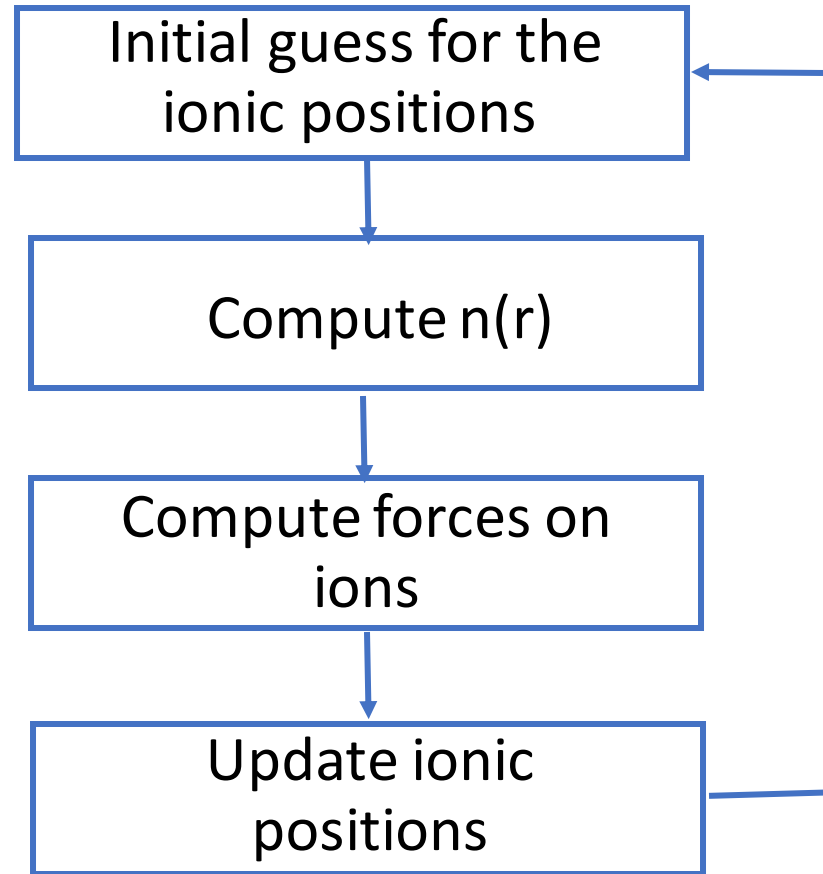 Initial guess for the
ionic positions
Compute n(r)
Compute forces on
ions
Update ionic
positions